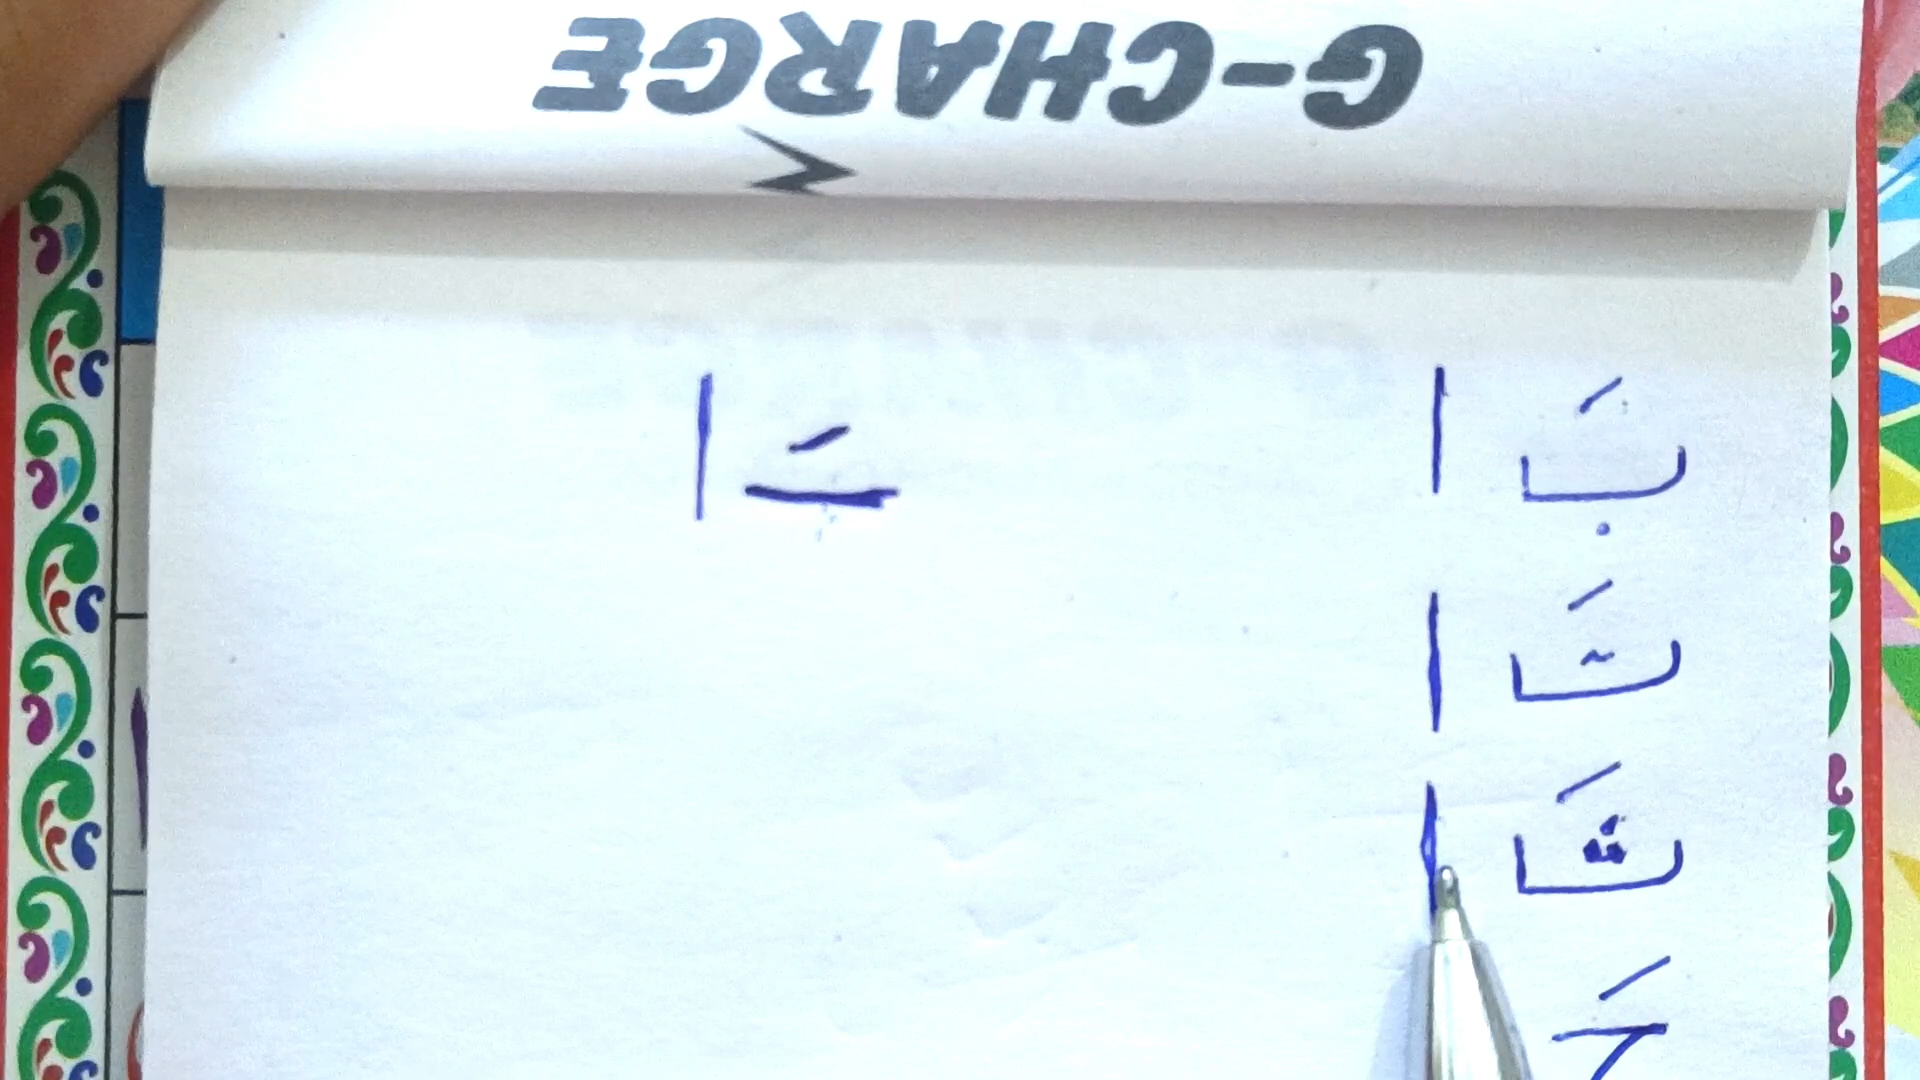 G-CHARGE
بَ ا ـَ ا
تَ ا
ثَ ا
حَ